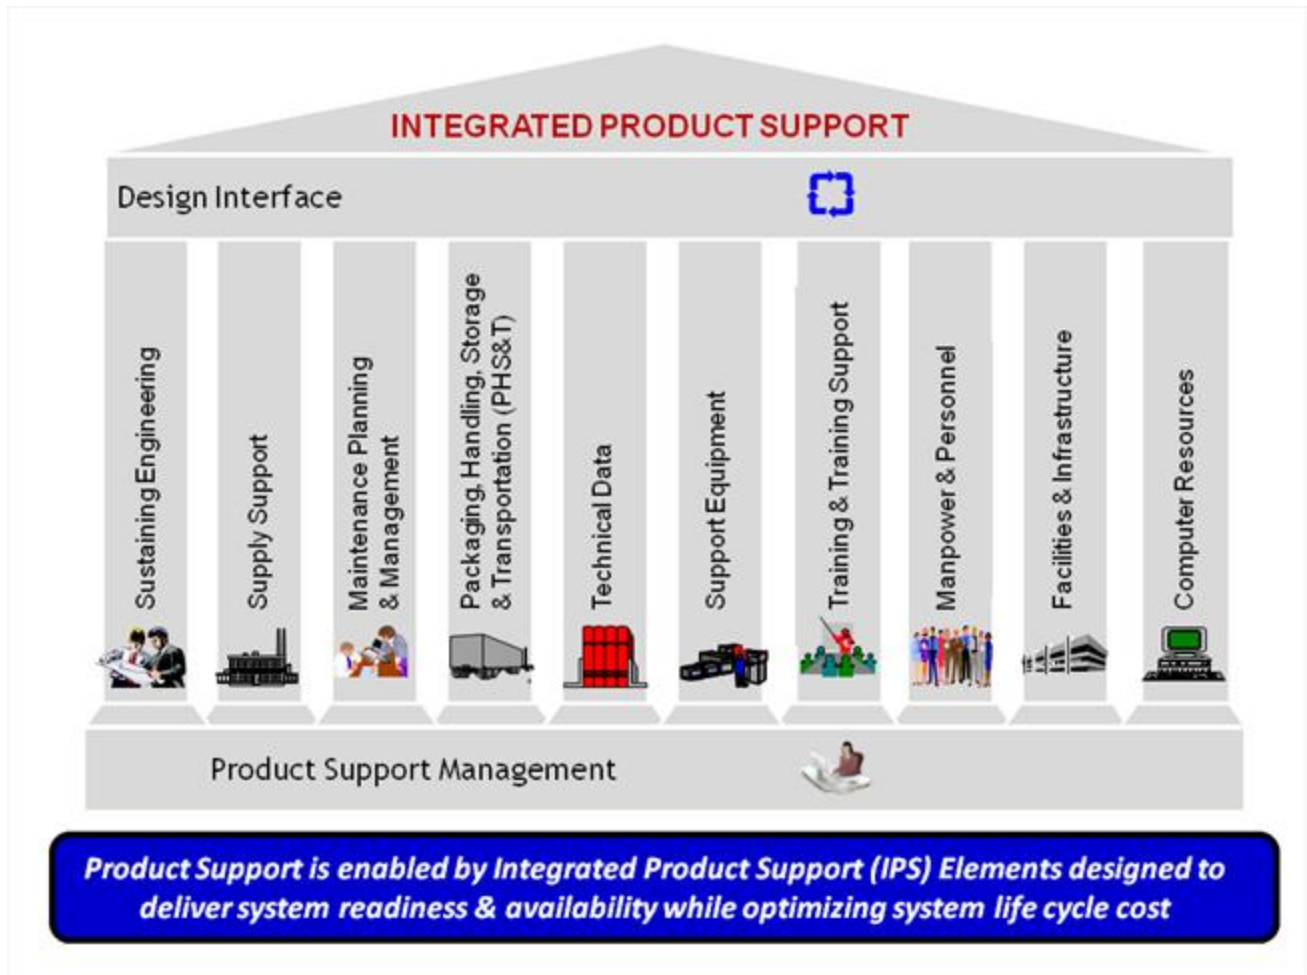 INTEGRATED PRODUCT SUPPORT
Design Interface
Sustaining Engineering
Supply Support
Maintenance Planning
& Management
Packaging, Handling, Storage
& Transportation (PHS&T)
Technical Data
Support Equipment
Training & Training Support
Manpower & Personnel
Facilities & Infrastructure
Computer Resources
Product Support Management
Product Support is enabled by Integrated Product Support (IPS) Elements designed to
deliver system readiness & availability while optimizing system life cycle cost